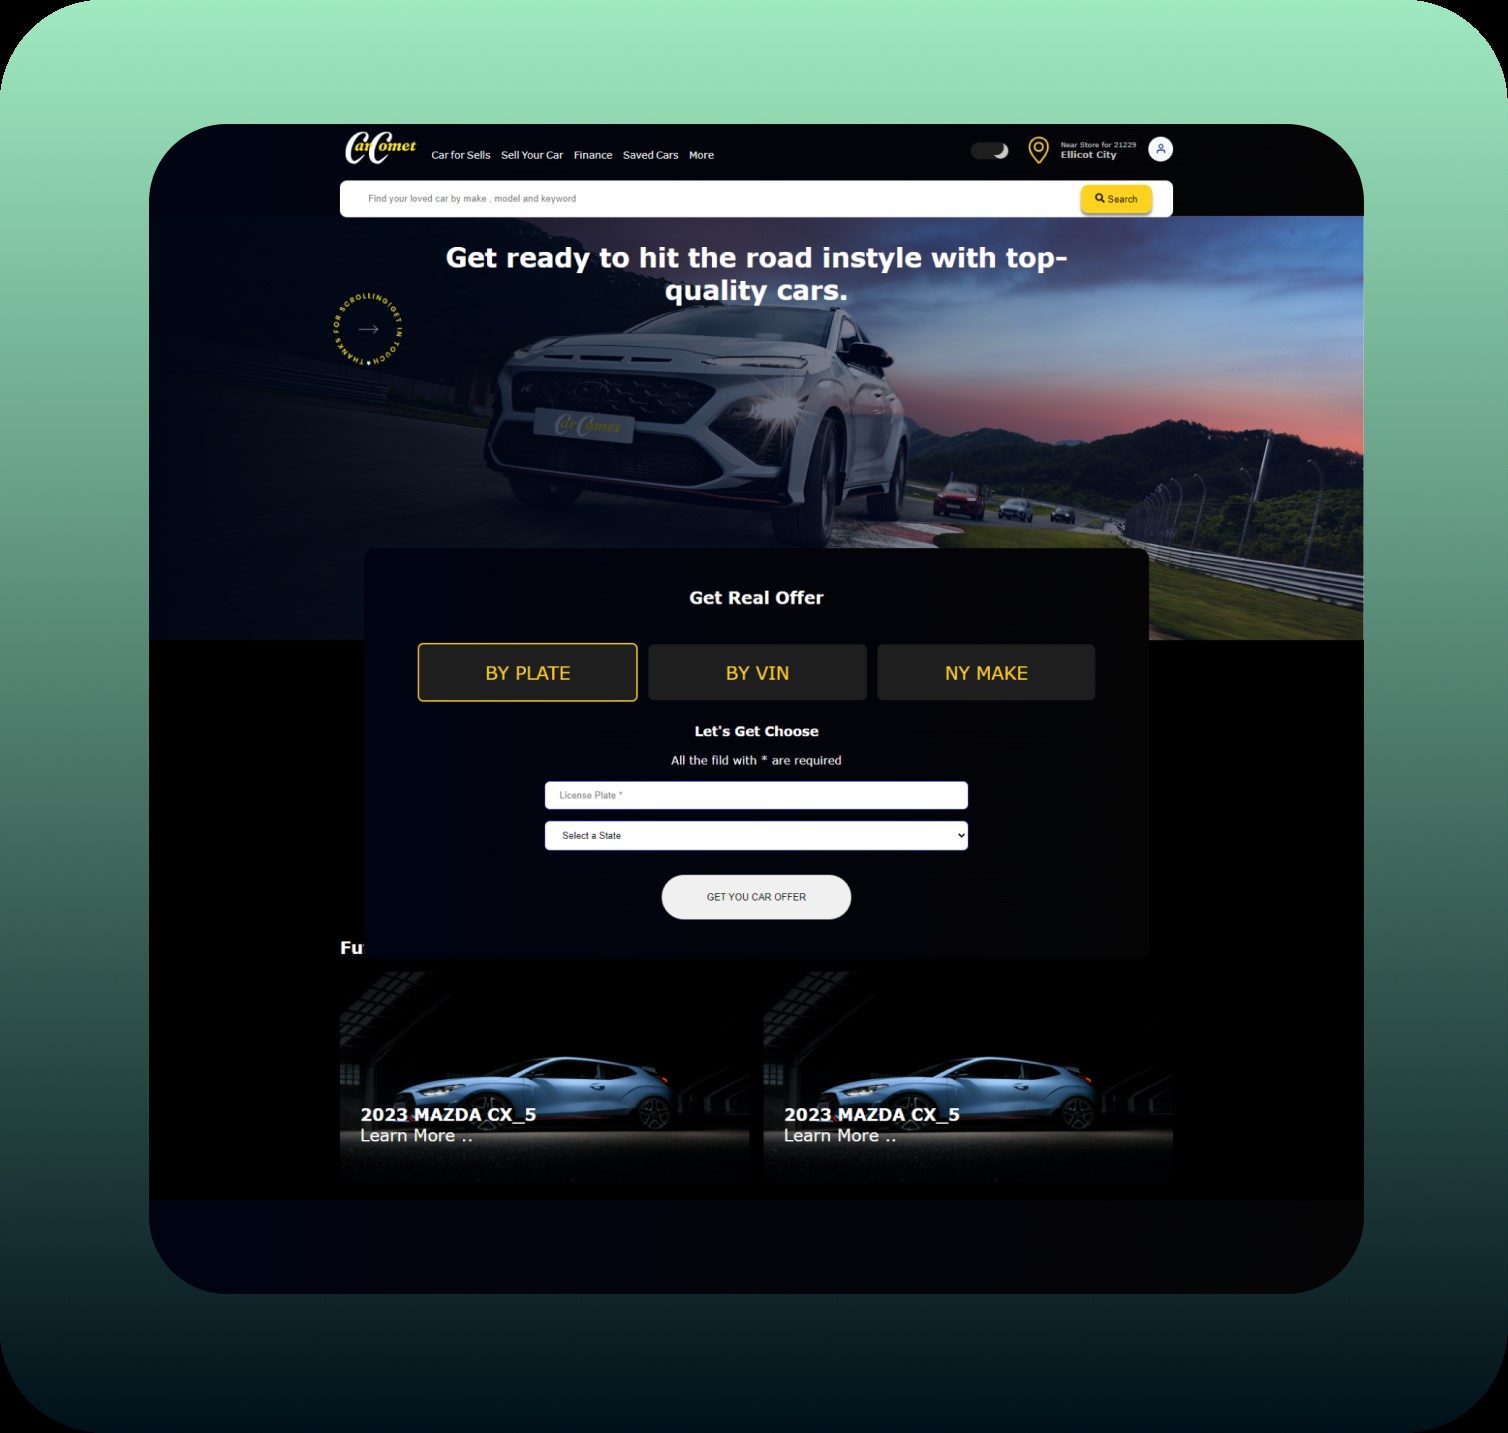 CarComet
Car for Sells Sell Your Car Finance Saved Cars More
Near Store for 21229
Ellicot City
Find your loved car by make , model and keyword
Search
Get ready to hit the road instyle with top-
quality cars.
THANKS FOR SCROLLING!GET IN TOUCH
CarComet
Get Real Offer
BY PLATE BY VIN NY MAKE
Let's Get Choose
All the fild with * are required
License Plate *
Select a State
GET YOU CAR OFFER
2023 MAZDA CX_5 2023 MAZDA CX_5
Learn More .. Learn More ..